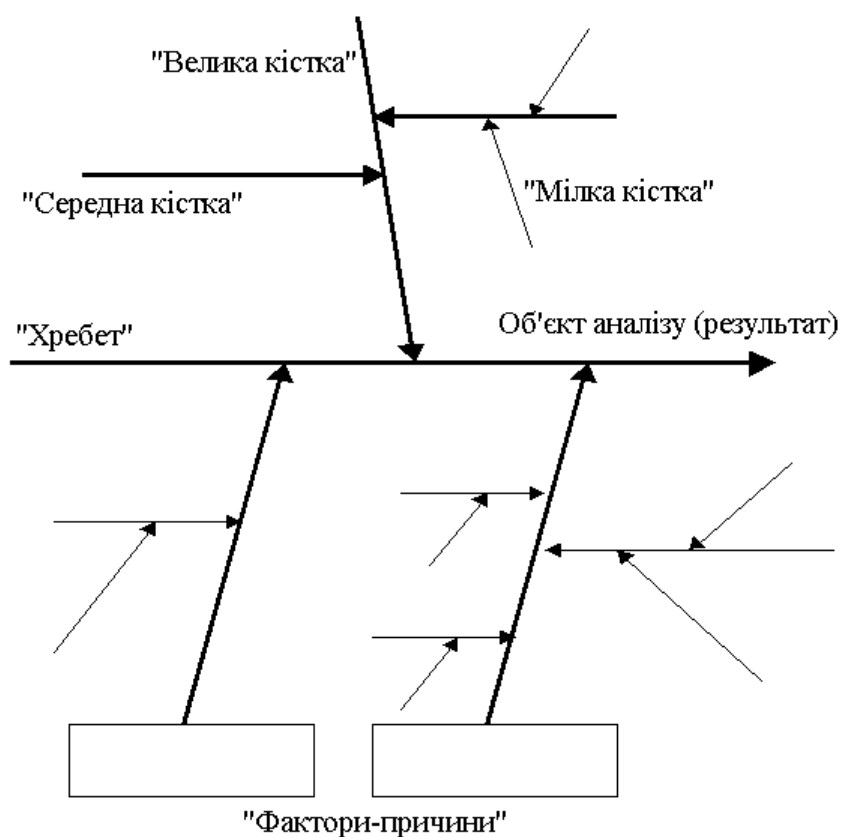 "Велика кістка"
"Середна кістка"
"Мілка кістка"
"Хребет"
Об'єкт аналізу (результат)
"Фактори-причини"